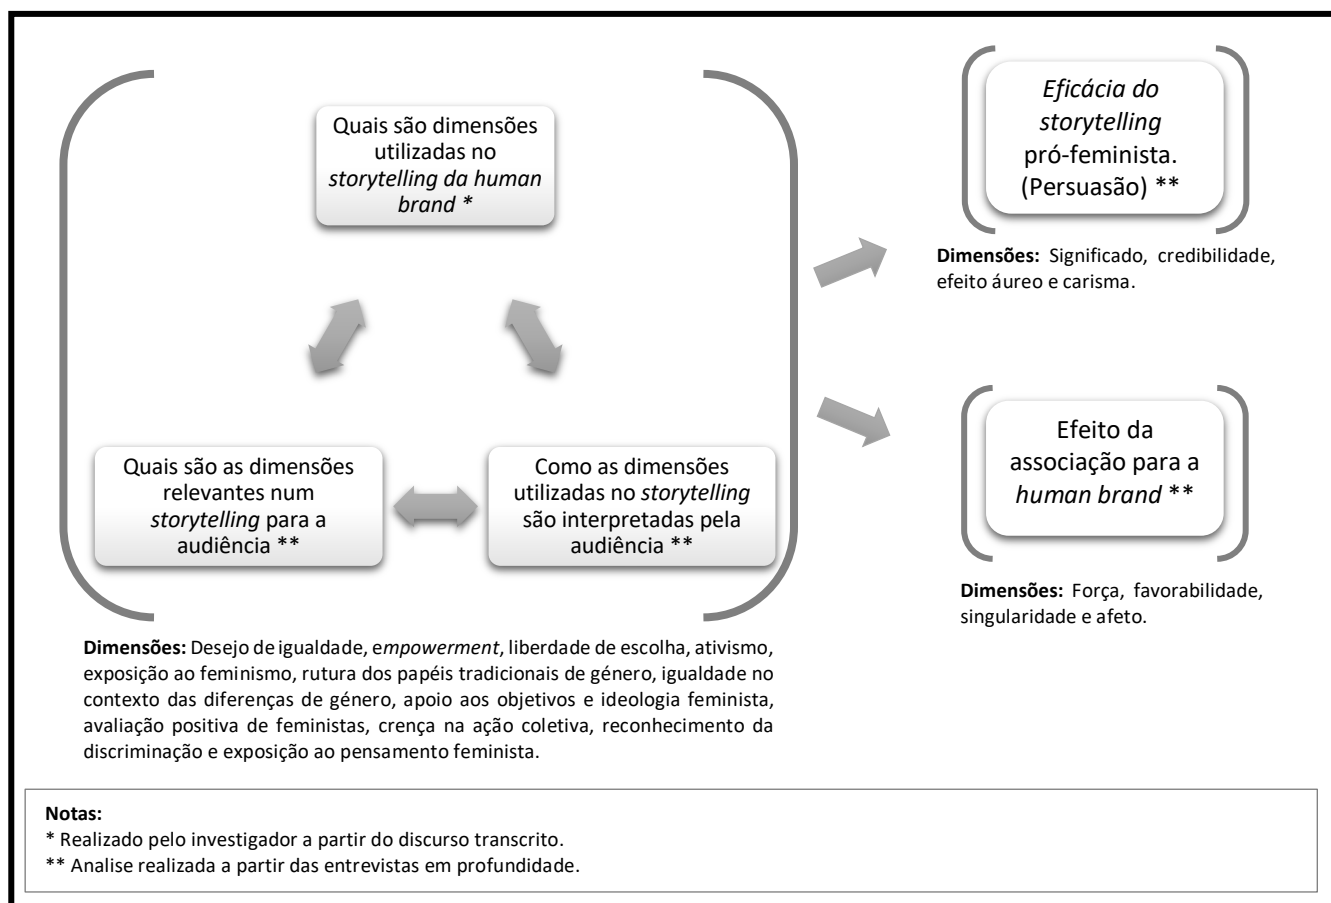 Quais são dimensões
utilizadas no
storytelling da human
brand *
Quais são as dimensões
relevantes num
storytelling para a
audiência **
Como as dimensões
utilizadas no storytelling
são interpretadas pela
audiência **
Dimensões: Desejo de igualdade, empowerment, liberdade de escolha, ativismo,
exposição ao feminismo, rutura dos papéis tradicionais de género, igualdade no
contexto das diferenças de género, apoio aos objetivos e ideologia feminista,
avaliação positiva de feministas, crença na ação coletiva, reconhecimento da
discriminação e exposição ao pensamento feminista.
Eficácia do
storytelling
pró-feminista.
(Persuasão) **
Dimensões: Significado, credibilidade,
efeito áureo e carisma.
Efeito da
associação para a
human brand **
Dimensões: Força, favorabilidade,
singularidade e afeto.
Notas:
* Realizado pelo investigador a partir do discurso transcrito.
** Analise realizada a partir das entrevistas em profundidade.